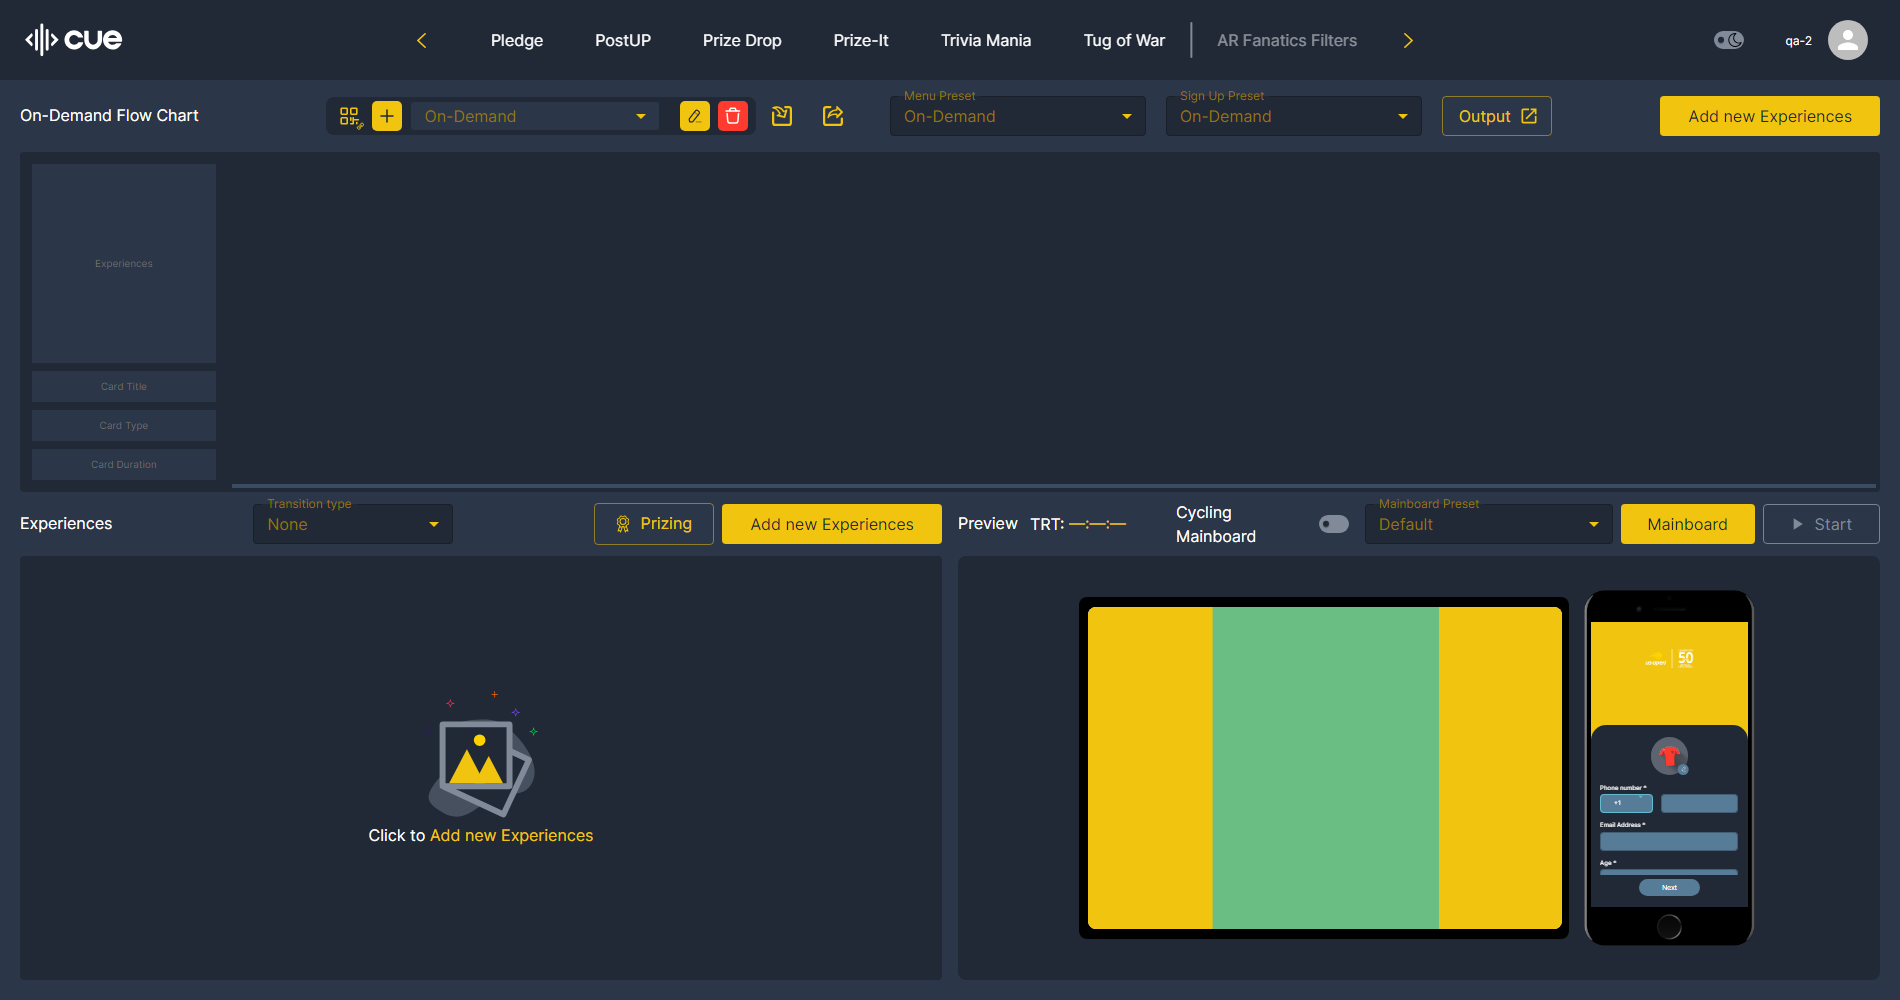 cue
Pledge
PostUP
Prize Drop
Prize-It
Trivia Mania
Tug of War
AR Fanatics Filters
qa-2
On-Demand Flow Chart
On-Demand
Menu Preset
On-Demand
Sign Up Preset
On-Demand
Output
Add new Experiences
Experiences
Card Title
Card Type
Card Duration
Experiences
Transition type
None
Prizing
Add new Experiences
Preview
TRT: —:—:—
Cycling
Mainboard
Mainboard Preset
Default
Mainboard
Start
Click to Add new Experiences
50
Phone number *
+1
Email Address *
Age *
Next